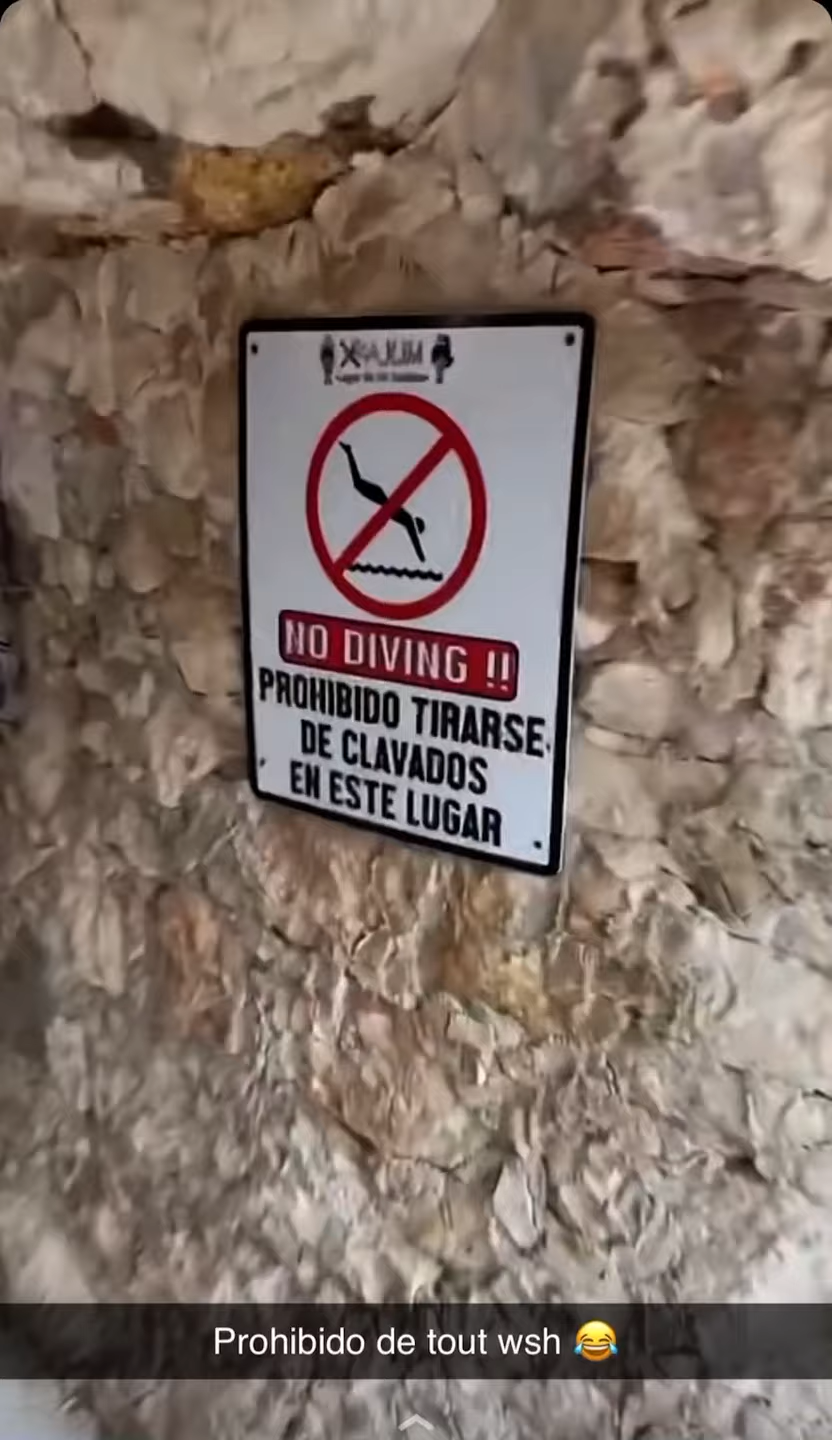 NO DIVING !!
PROHIBIDO TIRARSE
DE CLAVADOS
EN ESTE LUGAR
Prohibido de tout wsh 😂